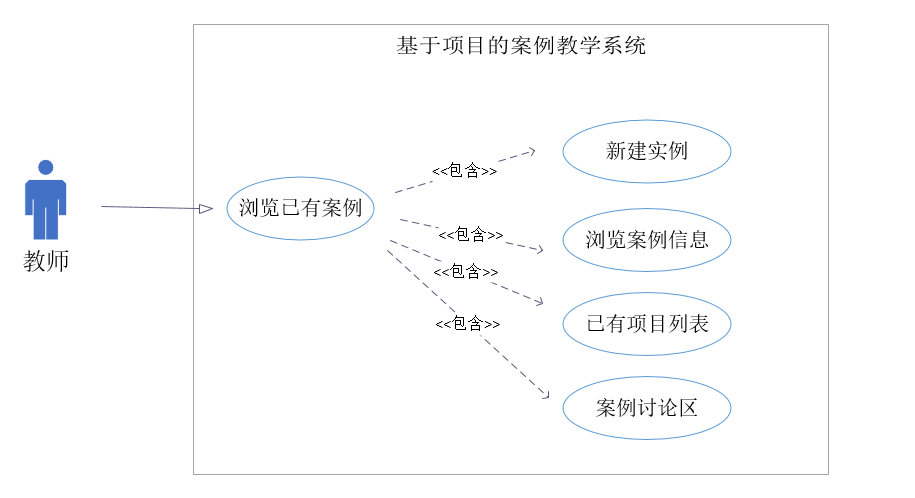 基于项目的案例教学系统
新建实例
<<包含>>
浏览已有案例
<<包含>>
浏览案例信息
教师
<<包含>>
已有项目列表
<<包含>>
案例讨论区